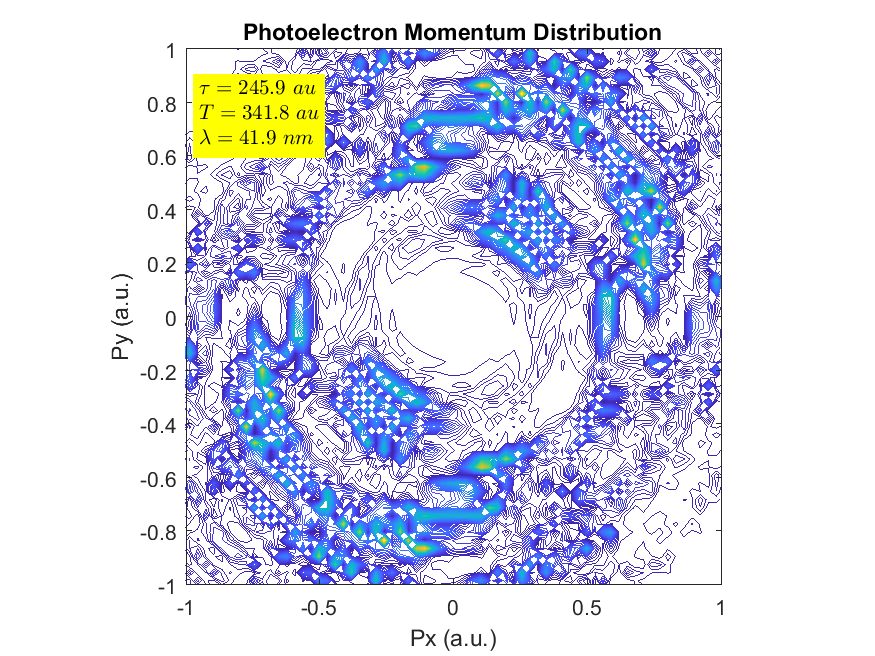 Photoelectron Momentum Distribution
τ = 245.9 au
T = 341.8 au
λ = 41.9 nm
1
0.8
0.6
0.4
0.2
0
-0.2
-0.4
-0.6
-0.8
-1
Py (a.u.)
-1 -0.5 0 0.5 1
Px (a.u.)